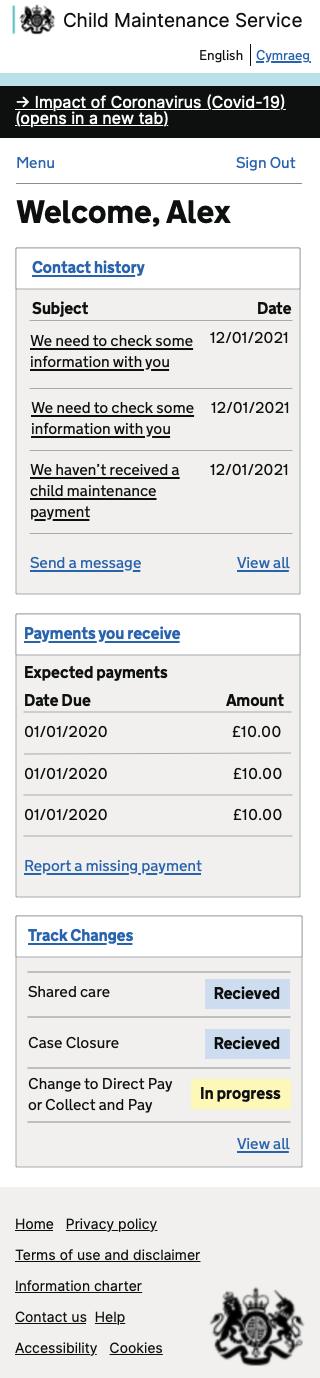 Child Maintenance Service
English Cymraeg
→ Impact of Coronavirus (Covid-19)
(opens in a new tab)
Menu Sign Out
Welcome, Alex
Contact history
Subject Date
We need to check some 12/01/2021
information with you
We need to check some 12/01/2021
information with you
We haven't received a 12/01/2021
child maintenance
payment
Send a message View all
Payments you receive
Expected payments
Date Due Amount
01/01/2020 £10.00
01/01/2020 £10.00
01/01/2020 £10.00
Report a missing payment
Track Changes
Shared care Recieved
Case Closure Recieved
Change to Direct Pay In progress
or Collect and Pay
View all
Home Privacy policy
Terms of use and disclaimer
Information charter
Contact us Help
Accessibility Cookies